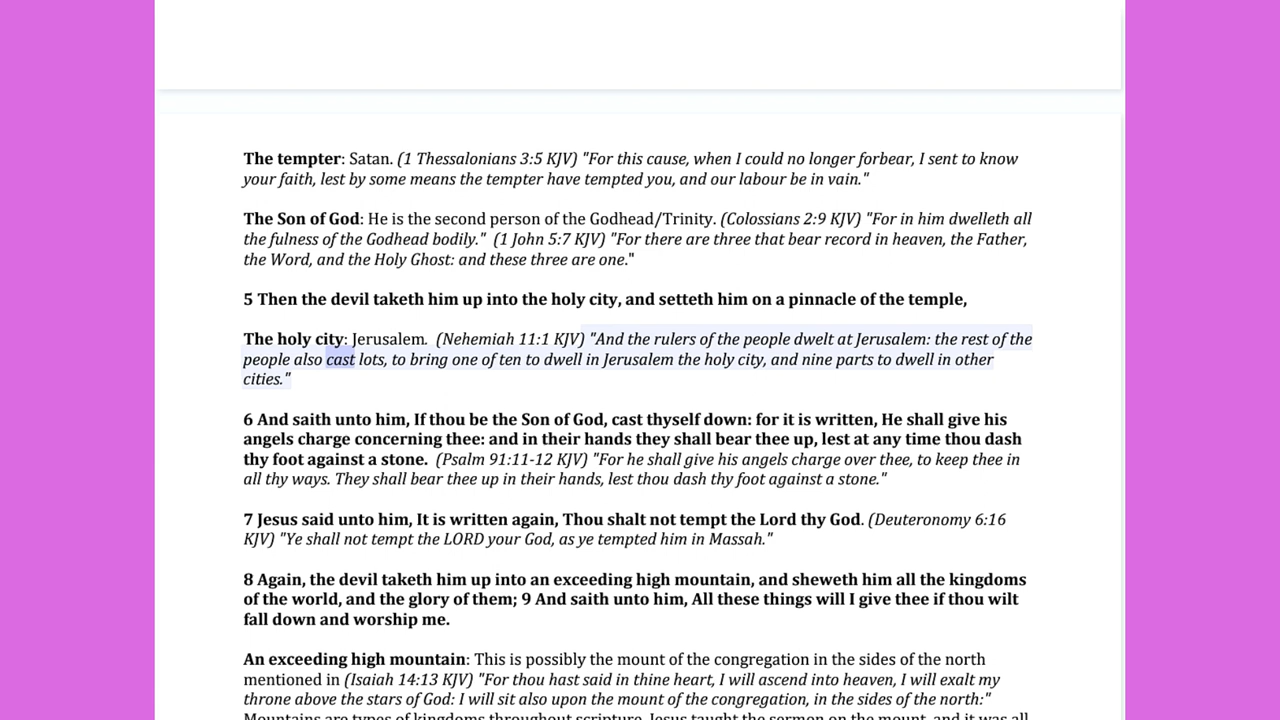 The tempter: Satan. (1 Thessalonians 3:5 KJV) "For this cause, when I could no longer forbear, I sent to know
your faith, lest by some means the tempter have tempted you, and our labour be in vain."
The Son of God: He is the second person of the Godhead/Trinity. (Colossians 2:9 KJV) "For in him dwelleth all
the fulness of the Godhead bodily." (1 John 5:7 KJV) "For there are three that bear record in heaven, the Father,
the Word, and the Holy Ghost: and these three are one."
5 Then the devil taketh him up into the holy city, and setteth him on a pinnacle of the temple,
The holy city: Jerusalem. (Nehemiah 11:1 KJV) "And the rulers of the people dwelt at Jerusalem: the rest of the
people also cast lots, to bring one of ten to dwell in Jerusalem the holy city, and nine parts to dwell in other
cities."
6 And saith unto him, If thou be the Son of God, cast thyself down: for it is written, He shall give his
angels charge concerning thee: and in their hands they shall bear thee up, lest at any time thou dash
thy foot against a stone. (Psalm 91:11-12 KJV) "For he shall give his angels charge over thee, to keep thee in
all thy ways. They shall bear thee up in their hands, lest thou dash thy foot against a stone."
7 Jesus said unto him, It is written again, Thou shalt not tempt the Lord thy God. (Deuteronomy 6:16
KJV) "Ye shall not tempt the LORD your God, as ye tempted him in Massah."
8 Again, the devil taketh him up into an exceeding high mountain, and sheweth him all the kingdoms
of the world, and the glory of them; 9 And saith unto him, All these things will I give thee if thou wilt
fall down and worship me.
An exceeding high mountain: This is possibly the mount of the congregation in the sides of the north
mentioned in (Isaiah 14:13 KJV) "For thou hast said in thine heart, I will ascend into heaven, I will exalt my
throne above the stars of God: I will sit also upon the mount of the congregation, in the sides of the north:"
Mountains are types of kingdoms throughout scripture. Jesus taught the sermon on the mount, and it was all